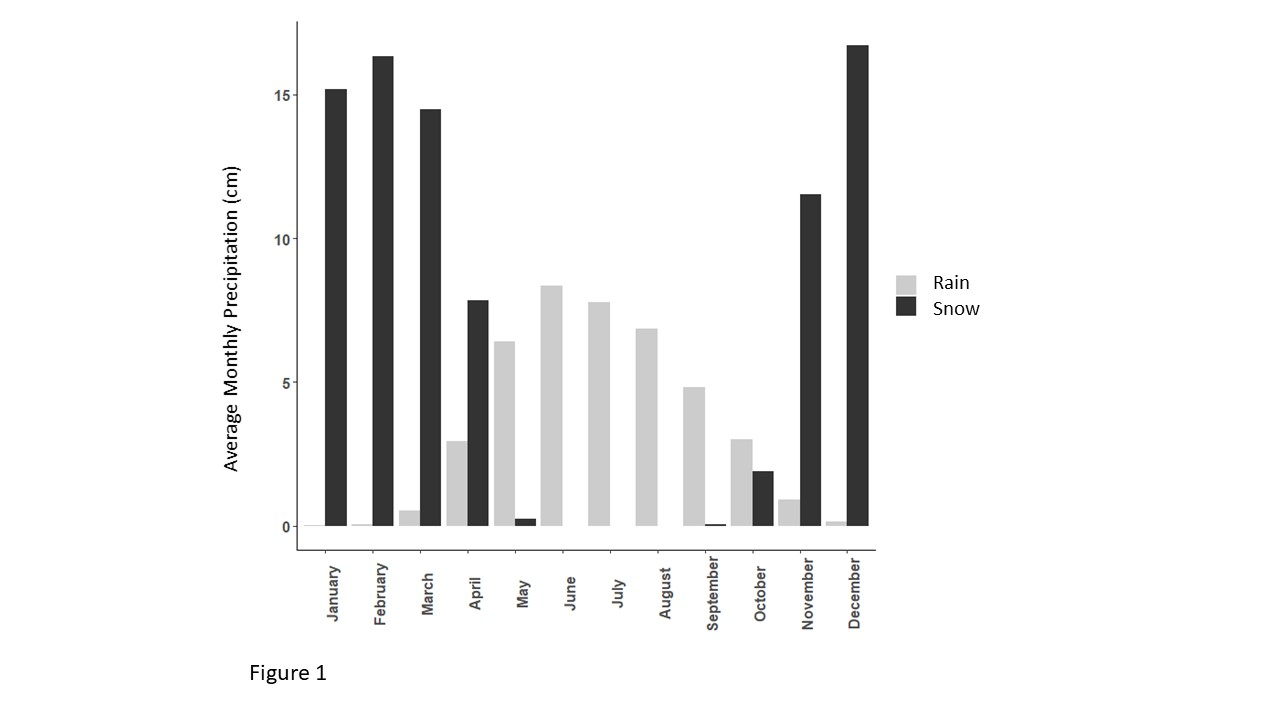 15
10
5
0
Average Monthly Precipitation (cm)
January
February
March
April
May
June
July
August
September
October
November
December
Rain
Snow
Figure 1